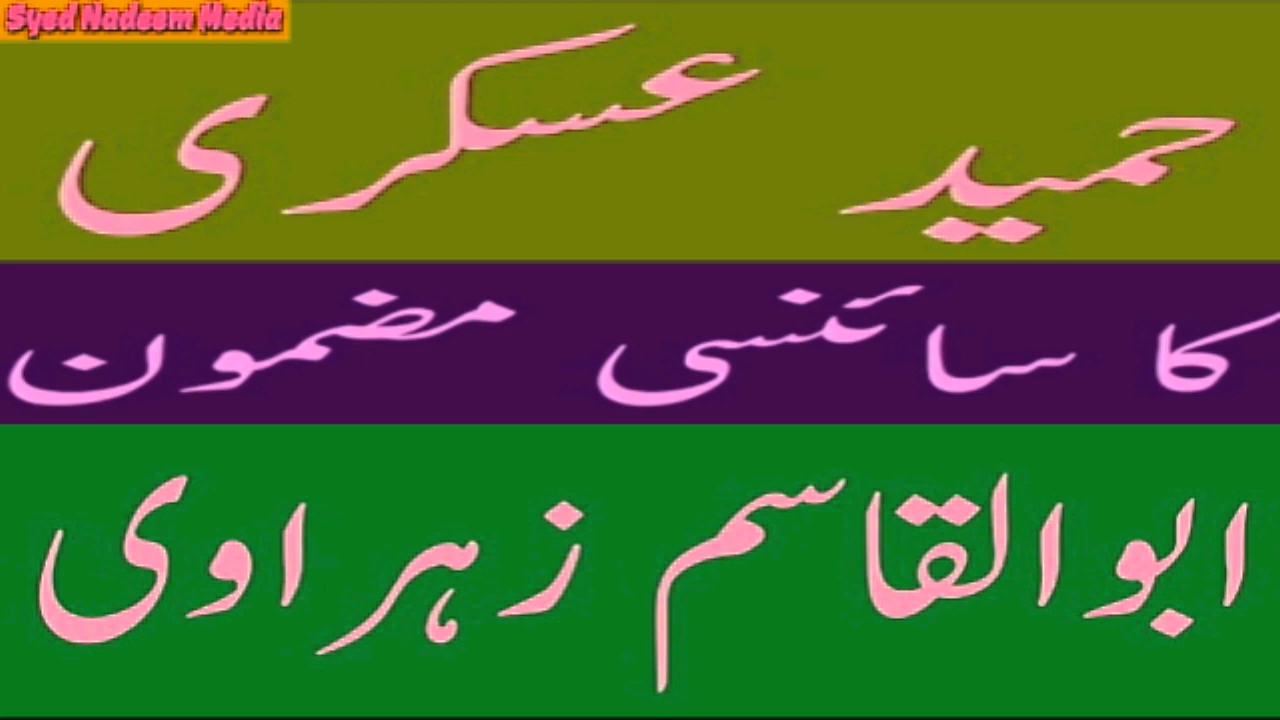 Syed Nadeem Media
حمید عسکری
کا سائنسی مضمون
ابوالقاسم زہراوی